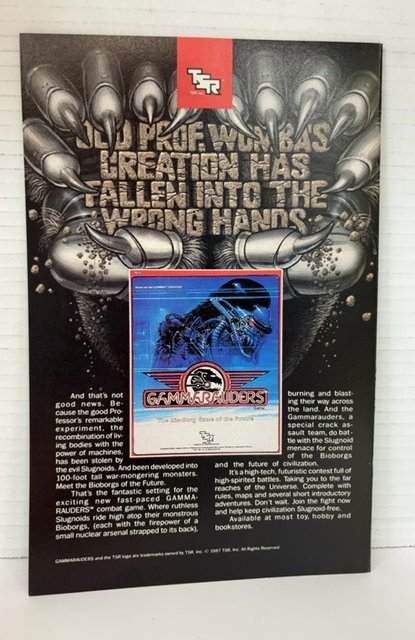 TSR
TSR, Inc.
OLD PROF. WOMBA'S
CREATION HAS
FALLEN INTO THE
WRONG HANDS.
GAMMARAUDERS
Game
The Bio-Borg Game of the Future
TSR
And that's not
good news. Be-
cause the good Pro-
fessor's remarkable
experiment, the
recombination of liv-
ing bodies with the
power of machines,
has been stolen by
the evil Slugnoids. And been developed into
100-foot tall war-mongering monsters.
Meet the Bioborgs of the Future.
That's the fantastic setting for the
exciting new fast-paced GAMMA-
RAUDERS™ combat game. Where ruthless
Slugnoids ride high atop their monstrous
Bioborgs, (each with the firepower of a
small nuclear arsenal strapped to its back),
burning and blast-
ing their way across
the land. And the
Gammarauders, a
special crack as-
sault team, do bat-
tle with the Slugnoid
menace for control
of the Bioborgs
and the future of civilization.
It's a high-tech, futuristic contest full of
high-spirited battles. Taking you to the far
reaches of the Universe. Complete with
rules, maps and several short introductory
adventures. Don't wait. Join the fight now
and help keep civilization Slugnoid-free.
Available at most toy, hobby and
bookstores.
GAMMARAUDERS and the TSR logo are trademarks owned by TSR, Inc. © 1987 TSR, Inc. All Rights Reserved.